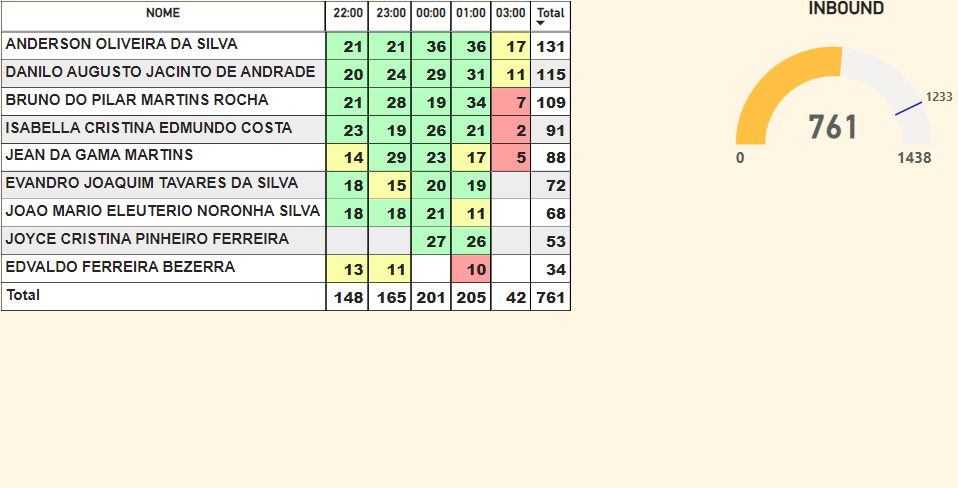 NOME 22:00 23:00 00:00 01:00 03:00 Total
ANDERSON OLIVEIRA DA SILVA 21 21 36 36 17 131
DANILO AUGUSTO JACINTO DE ANDRADE 20 24 29 31 11 115
BRUNO DO PILAR MARTINS ROCHA 21 28 19 34 7 109
ISABELLA CRISTINA EDMUNDO COSTA 23 19 26 21 2 91
JEAN DA GAMA MARTINS 14 29 23 17 5 88
EVANDRO JOAQUIM TAVARES DA SILVA 18 15 20 19 72
JOAO MARIO ELEUTERIO NORONHA SILVA 18 18 21 11 68
JOYCE CRISTINA PINHEIRO FERREIRA 27 26 53
EDVALDO FERREIRA BEZERRA 13 11 10 34
Total 148 165 201 205 42 761
INBOUND
1233
761
0 1438